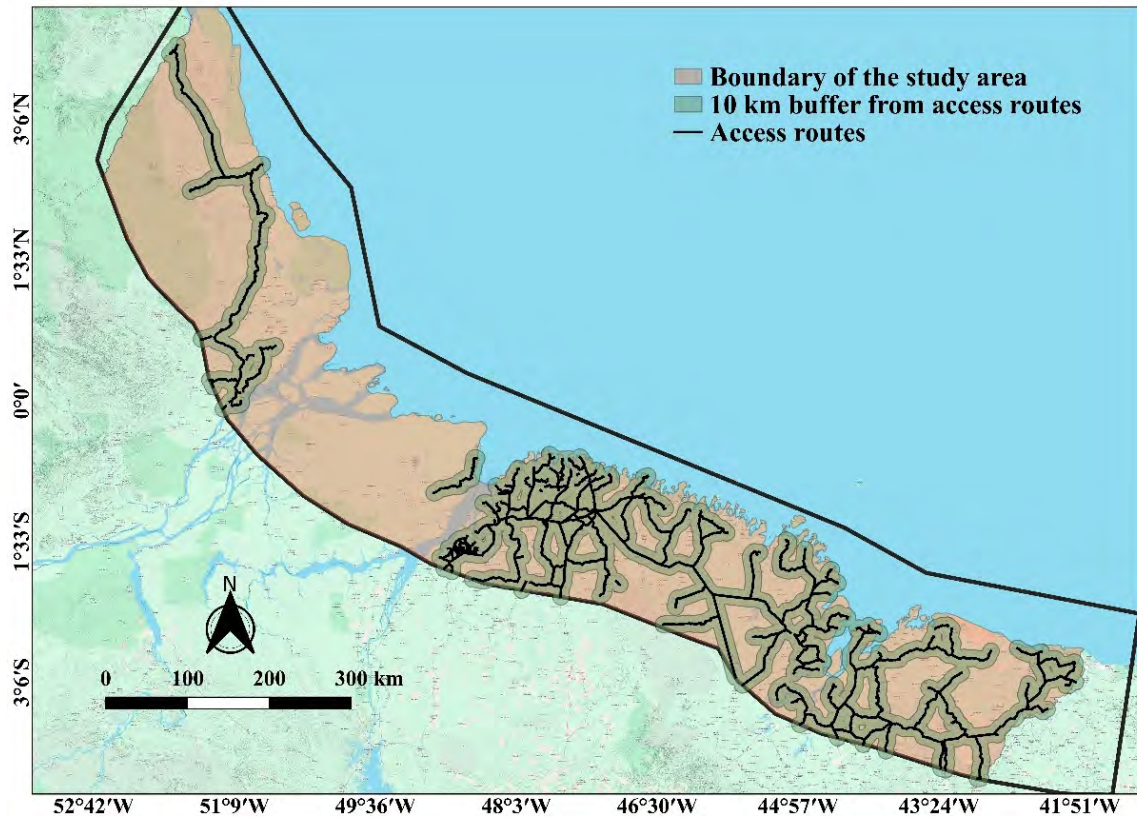 Boundary of the study area
10 km buffer from access routes
Access routes
3°6′N
1°33′N
0°0′
1°33′S
3°6′S
N
0 100 200 300 km
52°42′W 51°9′W 49°36′W 48°3′W 46°30′W 44°57′W 43°24′W 41°51′W